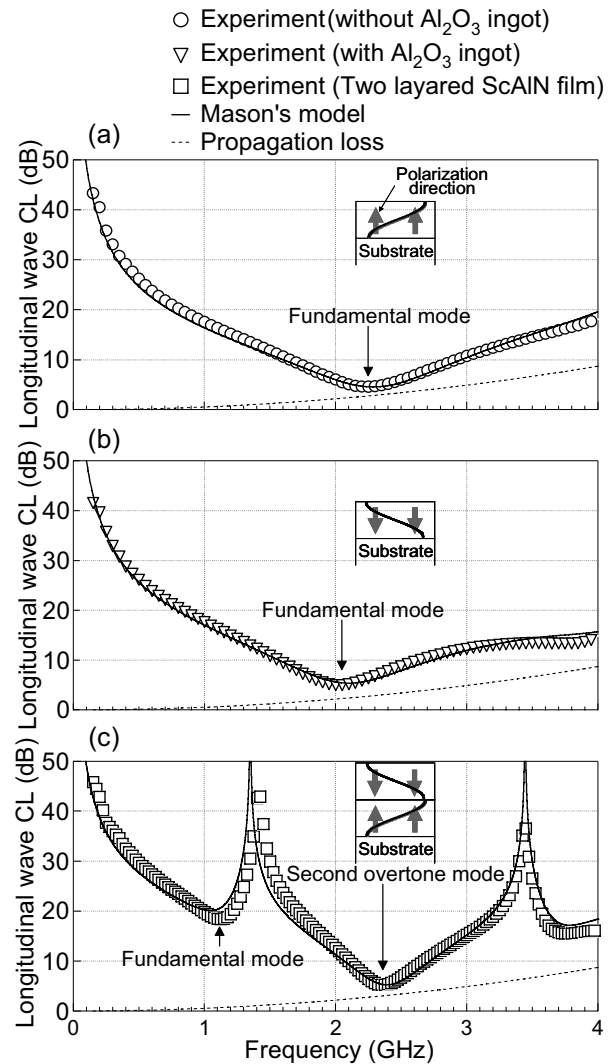 Experiment (without Al2O3 ingot)
Experiment (with Al2O3 ingot)
Experiment (Two layared ScAlN film)
Mason's model
Propagation loss
(a)
Longitudinal wave CL (dB)
50
40
30
20
10
0
Polarization
direction
Substrate
Fundamental mode
(b)
Longitudinal wave CL (dB)
50
40
30
20
10
0
Substrate
Fundamental mode
(c)
Longitudinal wave CL (dB)
50
40
30
20
10
0
Substrate
Second overtone mode
Fundamental mode
0 1 2 3 4
Frequency (GHz)